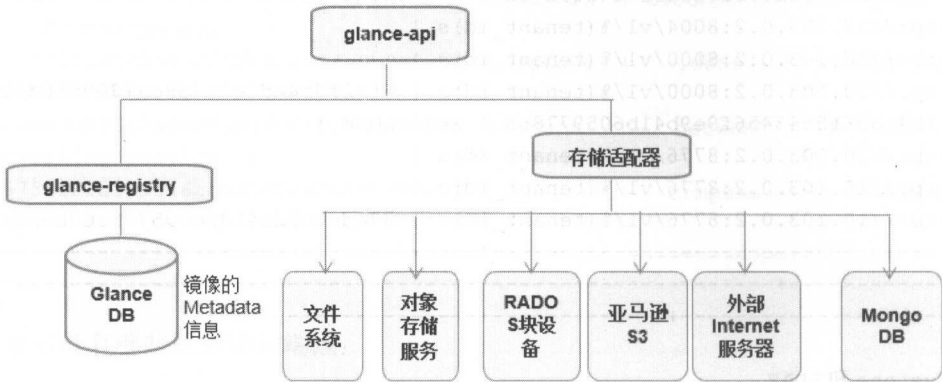 glance-api
glance-registry
存储适配器
Glance
DB
镜像的
Metadata
信息
文件
系统
对象
存储
服务
RADO
S块设
备
亚马逊
S3
外部
Internet
服务器
Mongo
DB